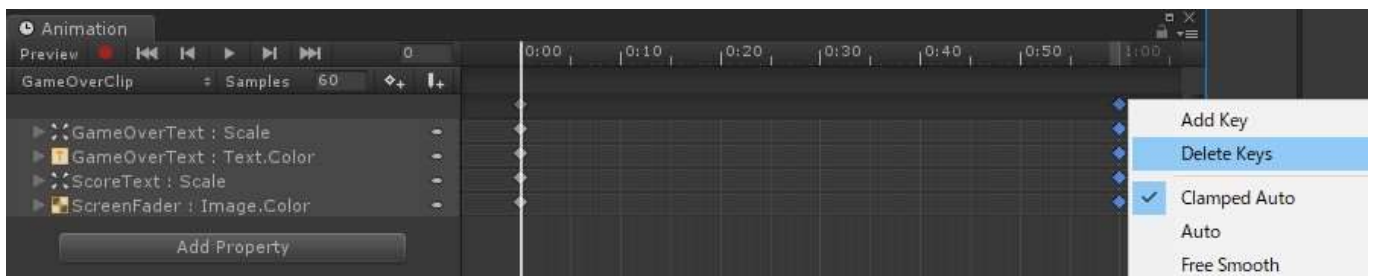 Animation
Preview 0 0:00 0:10 0:20 0:30 0:40 0:50 1:00
GameOverClip Samples 60
GameOverText : Scale
GameOverText : Text.Color
ScoreText : Scale
ScreenFader : Image.Color
Add Property
Add Key
Delete Keys
Clamped Auto
Auto
Free Smooth